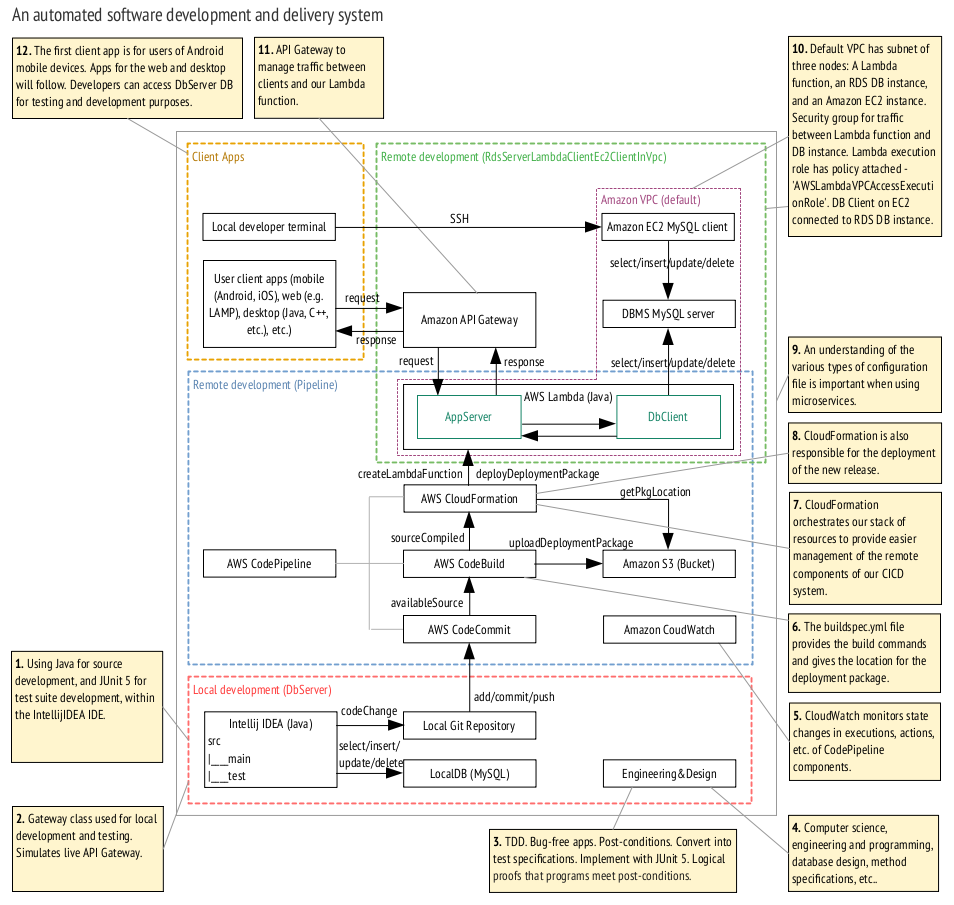 An automated software development and delivery system
12. The first client app is for users of Android
mobile devices. Apps for the web and desktop
will follow. Developers can access DbServer DB
for testing and development purposes.
11. API Gateway to
manage traffic between
clients and our Lambda
function.
10. Default VPC has subnet of
three nodes: A Lambda
function, an RDS DB instance,
and an Amazon EC2 instance.
Security group for traffic
between Lambda function and
DB instance. Lambda execution
role has policy attached -
'AWSLambdaVPCAccessExecuti
onRole'. DB Client on EC2
connected to RDS DB instance.
Client Apps
Remote development (RdsServerLambdaClientEc2ClientInVpc)
Amazon VPC (default)
Local developer terminal
SSH
Amazon EC2 MySQL client
select/insert/update/delete
User client apps (mobile
(Android, iOS), web (e.g.
LAMP), desktop (Java, C++,
etc.), etc.)
request
response
Amazon API Gateway
DBMS MySQL server
request
response
select/insert/update/delete
9. An understanding of the
various types of configuration
file is important when using
microservices.
Remote development (Pipeline)
AWS Lambda (Java)
AppServer
DbClient
8. CloudFormation is also
responsible for the deployment
of the new release.
createLambdaFunction
deployDeploymentPackage
AWS CloudFormation
getPkgLocation
7. CloudFormation
orchestrates our stack of
resources to provide easier
management of the remote
components of our CICD
system.
sourceCompiled
uploadDeploymentPackage
AWS CodePipeline
AWS CodeBuild
Amazon S3 (Bucket)
availableSource
AWS CodeCommit
Amazon CoudWatch
6. The buildspec.yml file
provides the build commands
and gives the location for the
deployment package.
1. Using Java for source
development, and JUnit 5 for
test suite development, within
the IntellijIDEA IDE.
Local development (DbServer)
add/commit/push
5. CloudWatch monitors state
changes in executions, actions,
etc. of CodePipeline
components.
Intellij IDEA (Java)
src
|____main
|____test
codeChange
Local Git Repository
select/insert/
update/delete
LocalDB (MySQL)
Engineering&Design
2. Gateway class used for local
development and testing.
Simulates live API Gateway.
3. TDD. Bug-free apps. Post-conditions. Convert into
test specifications. Implement with JUnit 5. Logical
proofs that programs meet post-conditions.
4. Computer science,
engineering and programming,
database design, method
specifications, etc..